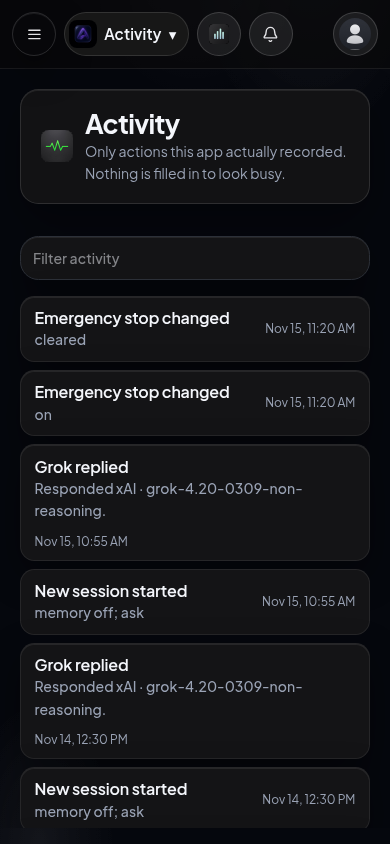 Activity ▾
Activity
Only actions this app actually recorded.
Nothing is filled in to look busy.
Filter activity
Emergency stop changed
cleared
Nov 15, 11:20 AM
Emergency stop changed
on
Nov 15, 11:20 AM
Grok replied
Responded xAI · grok-4.20-0309-non-
reasoning.
Nov 15, 10:55 AM
New session started
memory off; ask
Nov 15, 10:55 AM
Grok replied
Responded xAI · grok-4.20-0309-non-
reasoning.
Nov 14, 12:30 PM
New session started
memory off; ask
Nov 14, 12:30 PM